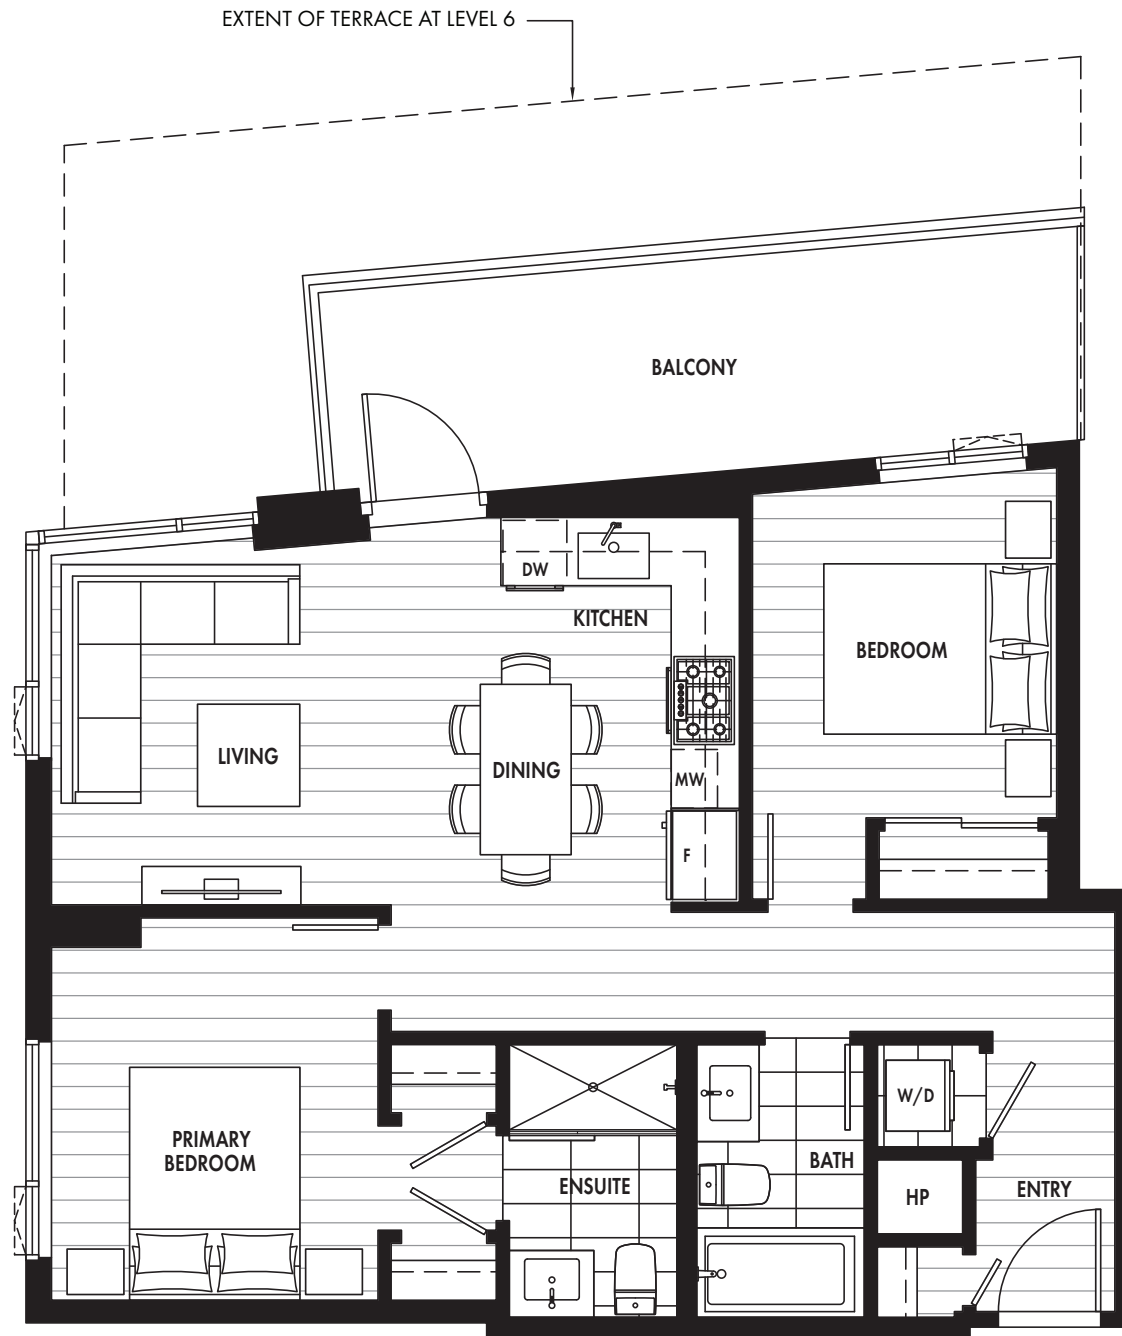 EXTENT OF TERRACE AT LEVEL 6
BALCONY
DW
KITCHEN
BEDROOM
LIVING
DINING
MW
F
W/D
PRIMARY
BEDROOM
BATH
ENSUITE
HP
ENTRY